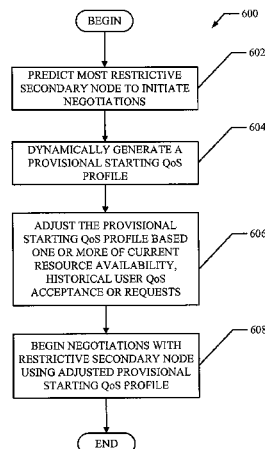 BEGIN
600
PREDICT MOST RESTRICTIVE
SECONDARY NODE TO INITIATE
NEGOTIATIONS
602
DYNAMICALLY GENERATE A
PROVISIONAL STARTING QoS
PROFILE
604
ADJUST THE PROVISIONAL
STARTING QoS PROFILE BASED
ONE OR MORE OF CURRENT
RESOURCE AVAILABILITY,
HISTORICAL USER QoS
ACCEPTANCE OR REQUESTS
606
BEGIN NEGOTIATIONS WITH
RESTRICTIVE SECONDARY NODE
USING ADJUSTED PROVISIONAL
STARTING QoS PROFILE
608
END